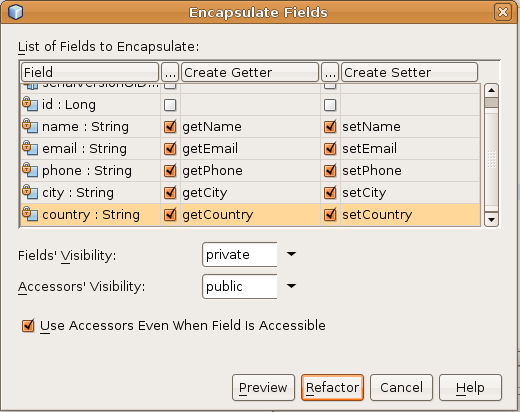 Encapsulate Fields
List of Fields to Encapsulate:
Field ... Create Getter ... Create Setter
serialVersionUID...
id : Long
name : String getName setName
email : String getEmail setEmail
phone : String getPhone setPhone
city : String getCity setCity
country : String getCountry setCountry
Fields' Visibility: private
Accessors' Visibility: public
Use Accessors Even When Field Is Accessible
Preview Refactor Cancel Help